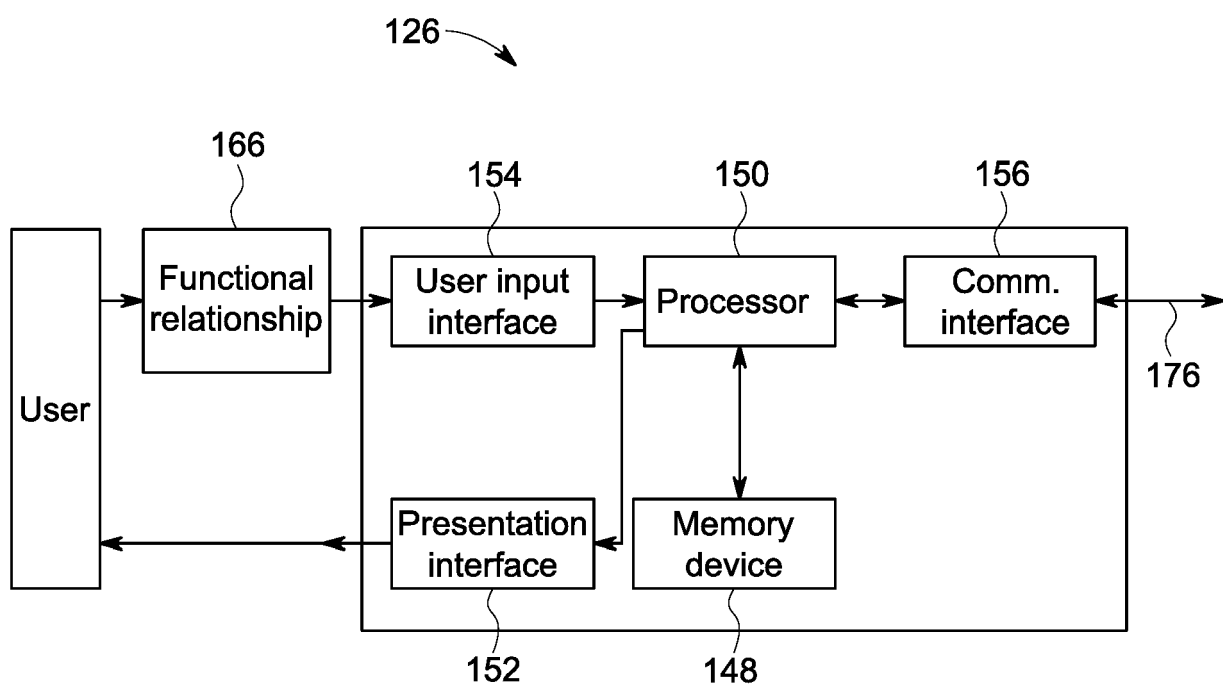 126
166
154
150
156
Functional
relationship
User input
interface
Processor
Comm.
interface
176
User
Presentation
interface
Memory
device
152
148